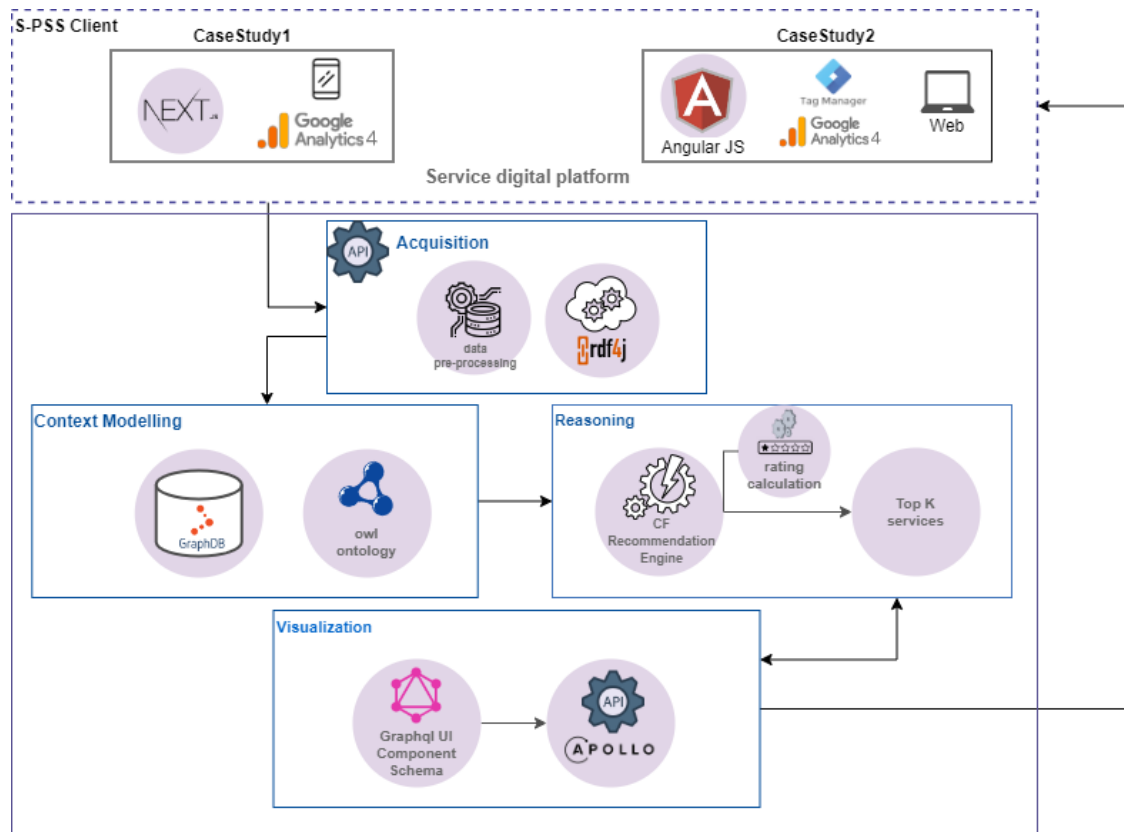 S-PSS Client
CaseStudy1
CaseStudy2
NEXT.JS
Google
Analytics 4
Angular JS
Tag Manager
Google
Analytics 4
Web
Service digital platform
API
Acquisition
data
pre-processing
rdf4j
Context Modelling
GraphDB
owl
ontology
Reasoning
CF
Recommendation
Engine
rating
calculation
Top K
services
Visualization
Graphql UI
Component
Schema
API
APOLLO